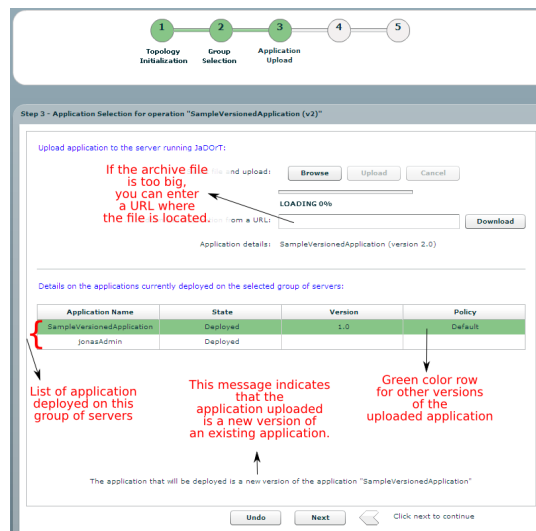 1 2 3 4 5
Topology Initialization
Group Selection
Application Upload
Step 3 - Application Selection for operation "SampleVersionedApplication (v2)"
Upload application to the server running JaDOrT:
If the archive file
is too big,
you can enter
a URL where
the file is located.
and upload:
Browse
Upload
Cancel
LOADING 0%
from a URL:
Download
Application details: SampleVersionedApplication (version 2.0)
Details on the applications currently deployed on the selected group of servers:
Application Name State Version Policy
SampleVersionedApplication Deployed 1.0 Default
jonasAdmin Deployed
List of application
deployed on this
group of servers
This message indicates
that the
application uploaded
is a new version of
an existing application.
Green color row
for other versions
of the
uploaded application
The application that will be deployed is a new version of the application "SampleVersionedApplication"
Undo
Next
Click next to continue